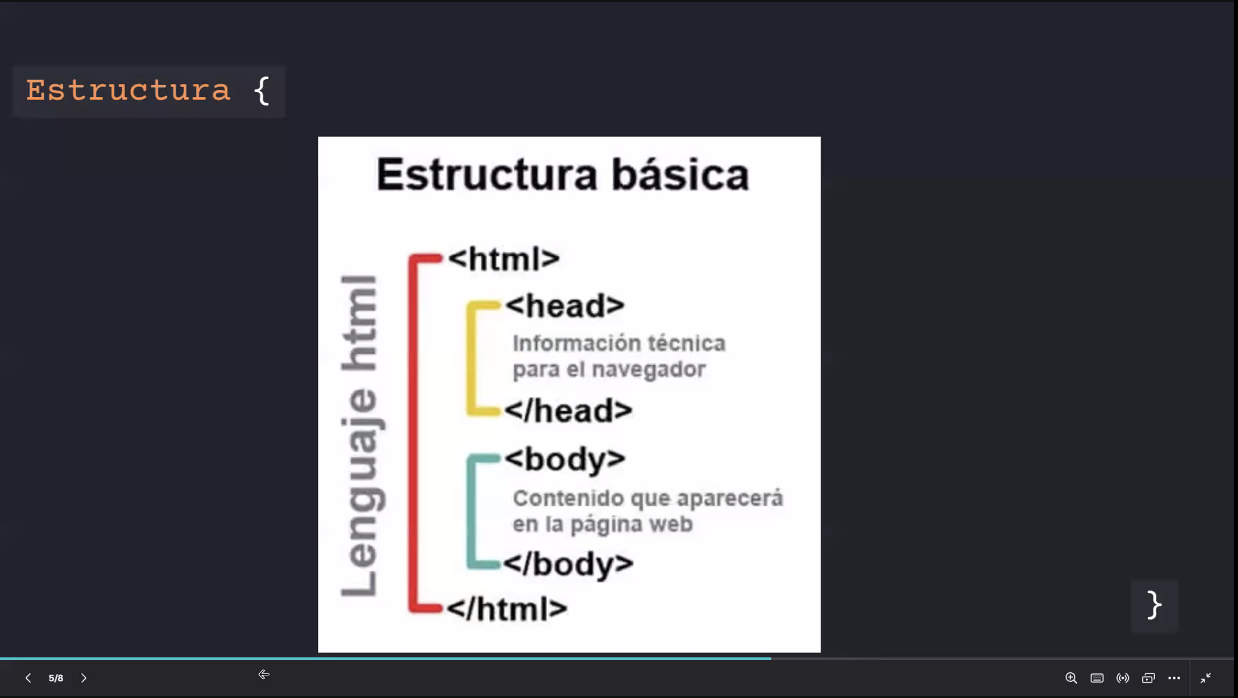 Estructura {
Estructura básica
Lenguaje html
<html>
<head>
Información técnica
para el navegador
</head>
<body>
Contenido que aparecerá
en la página web
</body>
</html>
}
5/8